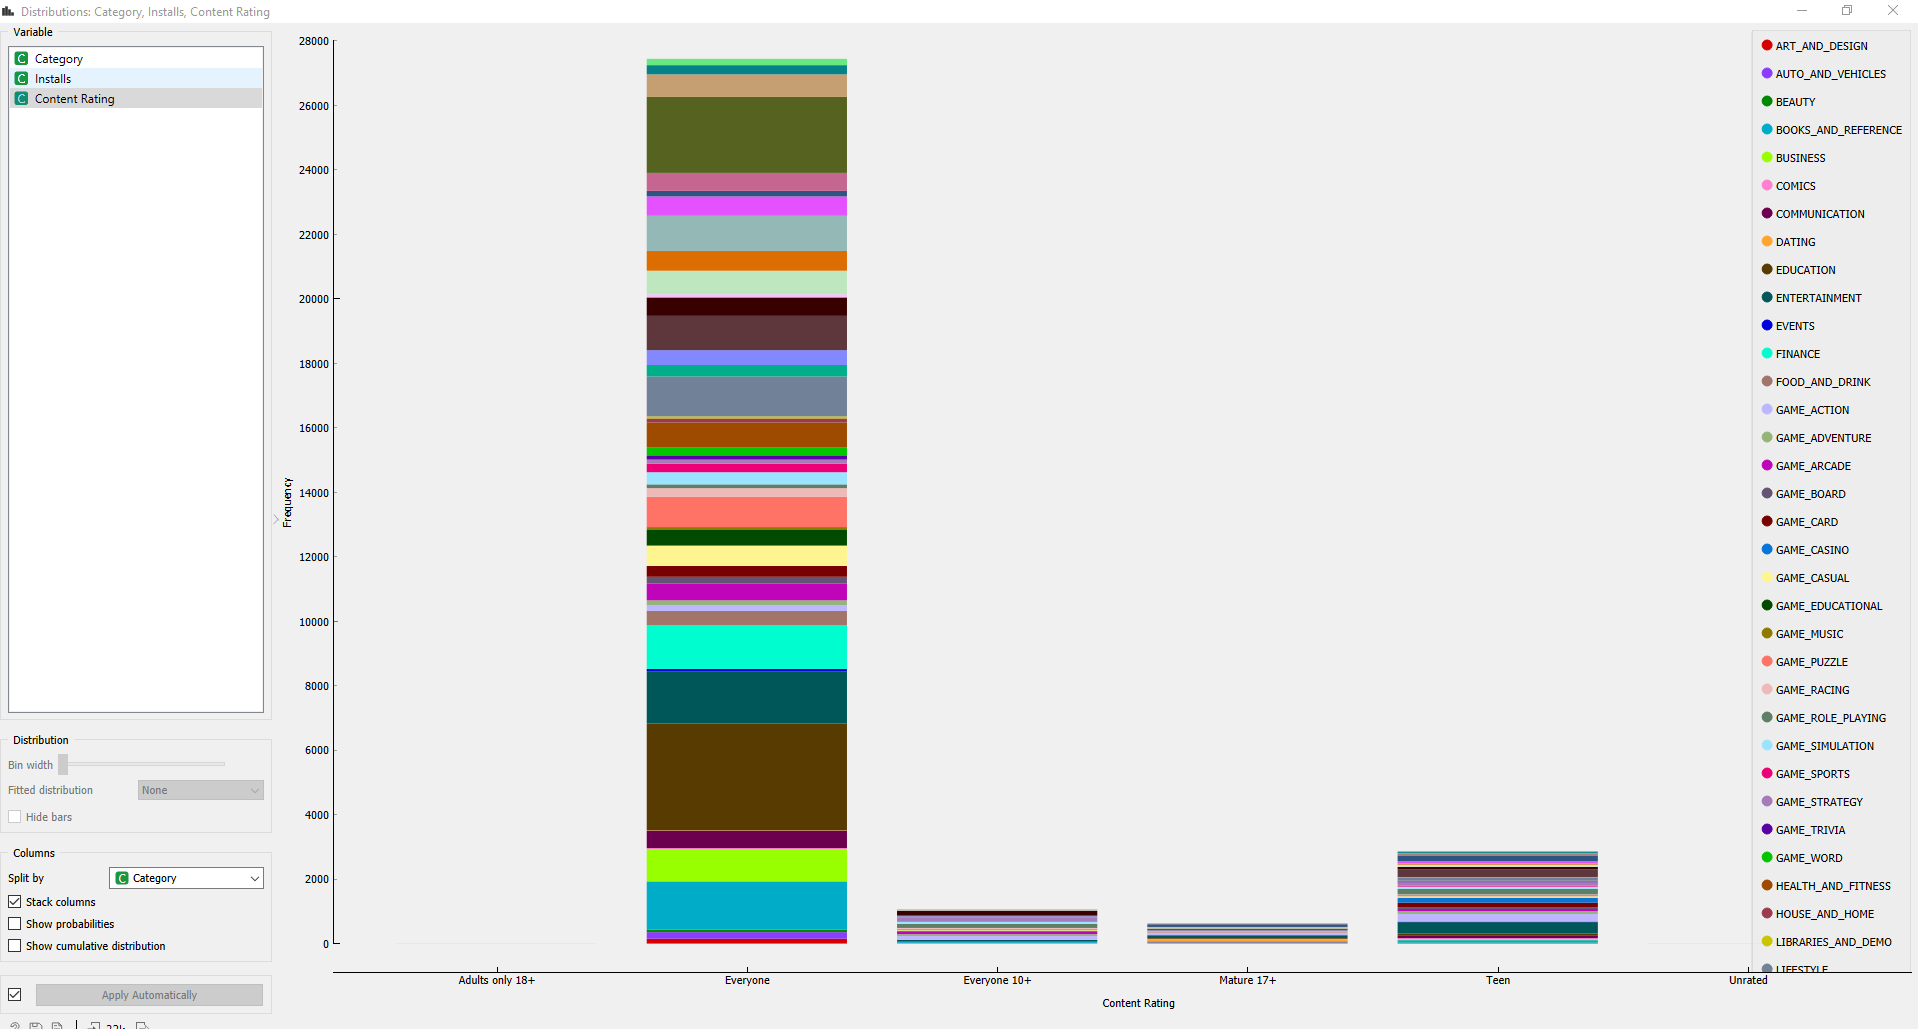 Distributions: Category, Installs, Content Rating
Variable
C Category
C Installs
C Content Rating
Distribution
Bin width
Fitted distribution None
Hide bars
Columns
Split by C Category
Stack columns
Show probabilities
Show cumulative distribution
Apply Automatically
28000
26000
24000
22000
20000
18000
16000
14000
12000
10000
8000
6000
4000
2000
0
Frequency
Adults only 18+
Everyone
Everyone 10+
Mature 17+
Teen
Unrated
Content Rating
ART_AND_DESIGN
AUTO_AND_VEHICLES
BEAUTY
BOOKS_AND_REFERENCE
BUSINESS
COMICS
COMMUNICATION
DATING
EDUCATION
ENTERTAINMENT
EVENTS
FINANCE
FOOD_AND_DRINK
GAME_ACTION
GAME_ADVENTURE
GAME_ARCADE
GAME_BOARD
GAME_CARD
GAME_CASINO
GAME_CASUAL
GAME_EDUCATIONAL
GAME_MUSIC
GAME_PUZZLE
GAME_RACING
GAME_ROLE_PLAYING
GAME_SIMULATION
GAME_SPORTS
GAME_STRATEGY
GAME_TRIVIA
GAME_WORD
HEALTH_AND_FITNESS
HOUSE_AND_HOME
LIBRARIES_AND_DEMO
LIFESTYLE